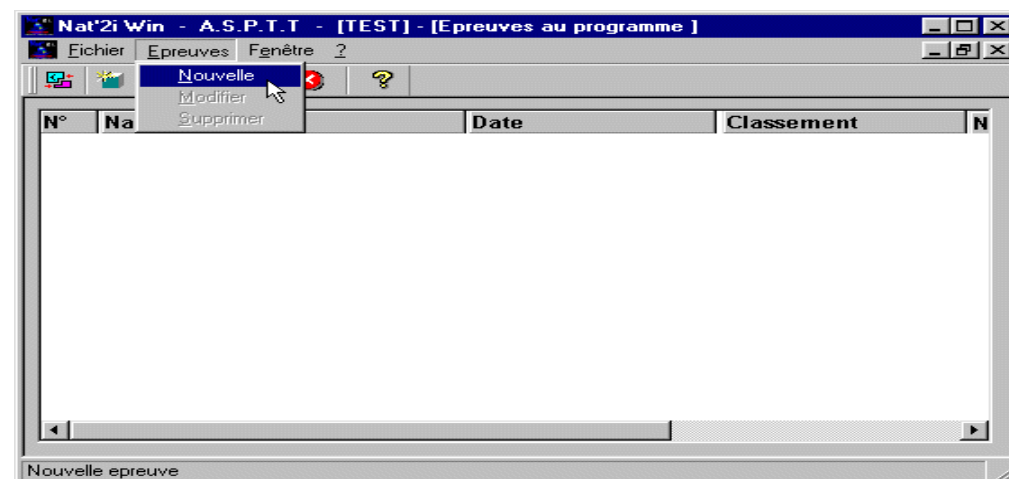 Nat'2i Win - A.S.P.T.T - [TEST] - [Epreuves au programme ]
Fichier Epreuves Fenêtre ?
Nouvelle
Modifier
Supprimer
N° Na Date Classement N
Nouvelle epreuve